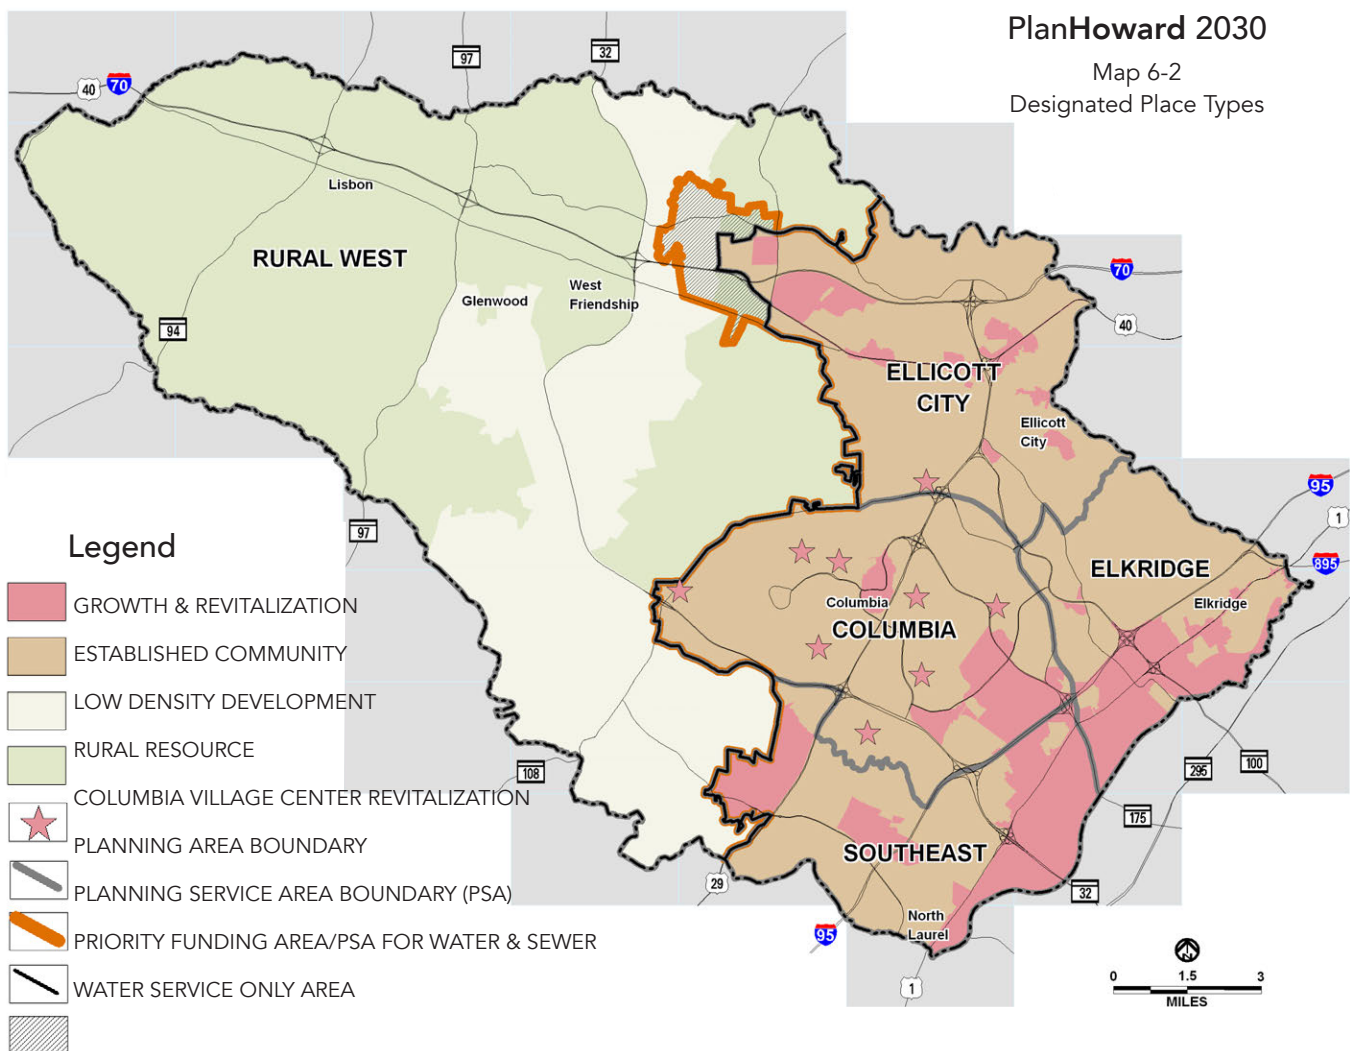 PlanHoward 2030
Map 6-2
Designated Place Types
97
32
40
70
Lisbon
RURAL WEST
West
Friendship
Glenwood
94
70
40
ELLICOTT
CITY
Ellicott
City
95
1
97
895
ELKRIDGE
Elkridge
Columbia
COLUMBIA
108
295
100
175
SOUTHEAST
29
32
North
Laurel
95
1
Legend
GROWTH & REVITALIZATION
ESTABLISHED COMMUNITY
LOW DENSITY DEVELOPMENT
RURAL RESOURCE
COLUMBIA VILLAGE CENTER REVITALIZATION
PLANNING AREA BOUNDARY
PLANNING SERVICE AREA BOUNDARY (PSA)
PRIORITY FUNDING AREA/PSA FOR WATER & SEWER
WATER SERVICE ONLY AREA
0 1.5 3
MILES